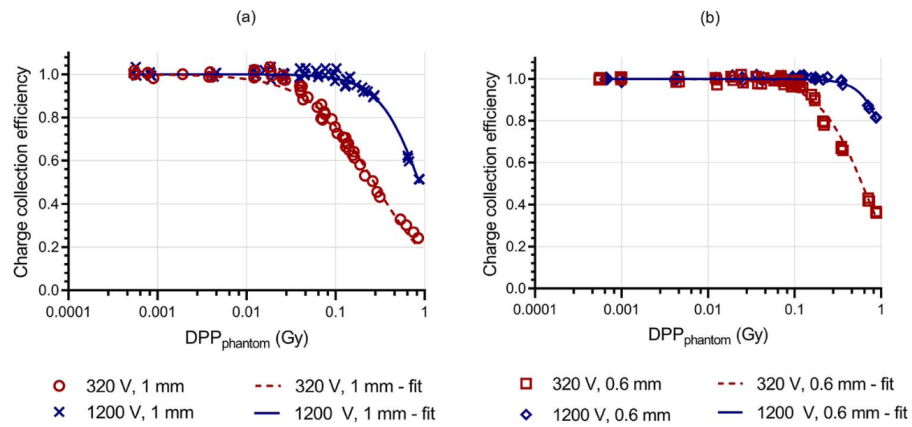 (a)
Charge collection efficiency
1.0
0.8
0.6
0.4
0.2
0.0
0.0001
0.001
0.01
0.1
1
DPPphantom (Gy)
320 V, 1 mm
320 V, 1 mm - fit
1200 V, 1 mm
1200 V, 1 mm - fit
(b)
Charge collection efficiency
1.0
0.8
0.6
0.4
0.2
0.0
0.0001
0.001
0.01
0.1
1
DPPphantom (Gy)
320 V, 0.6 mm
320 V, 0.6 mm - fit
1200 V, 0.6 mm
1200 V, 0.6 mm - fit